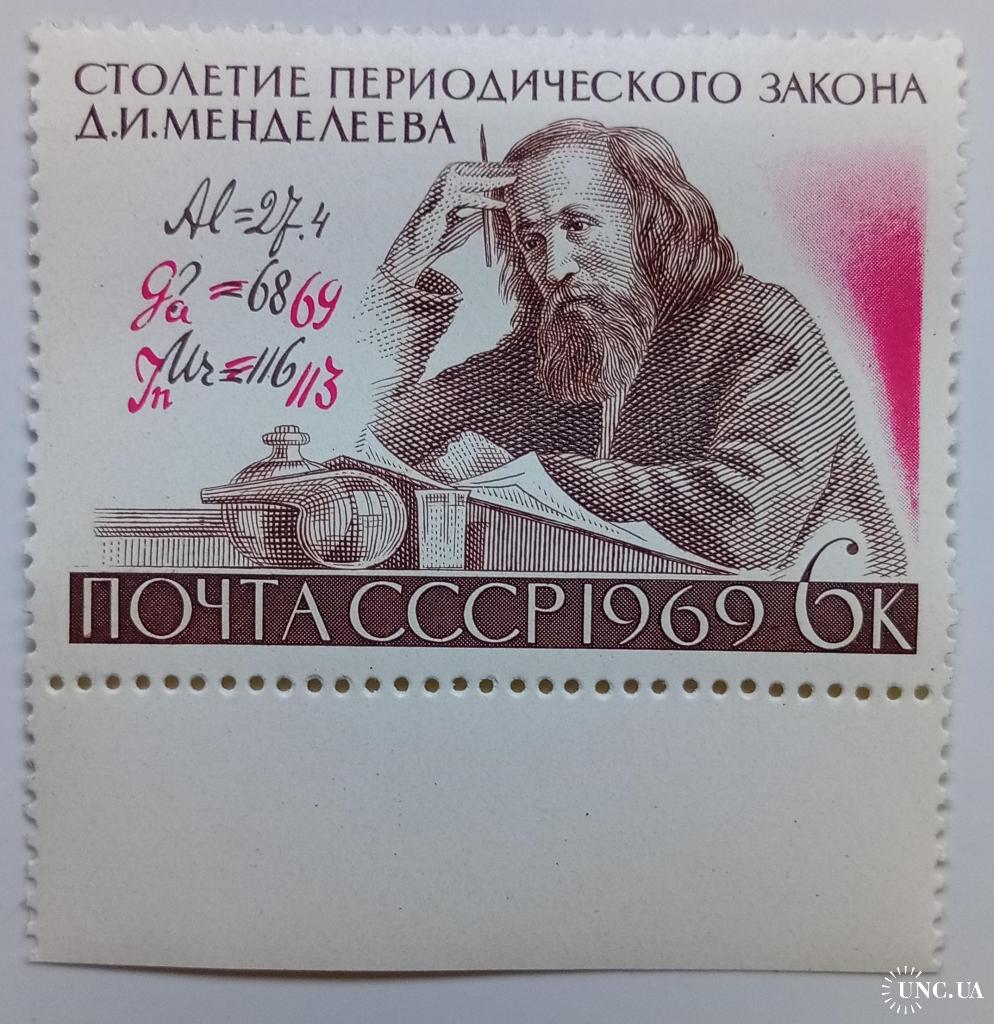 СТОЛЕТИЕ ПЕРИОДИЧЕСКОГО ЗАКОНА
Д.И.МЕНДЕЛЕЕВА
Al=27.4
Ga ?=68 69
In Ur=116 113
ПОЧТА СССР 1969 6К
UNC.UA